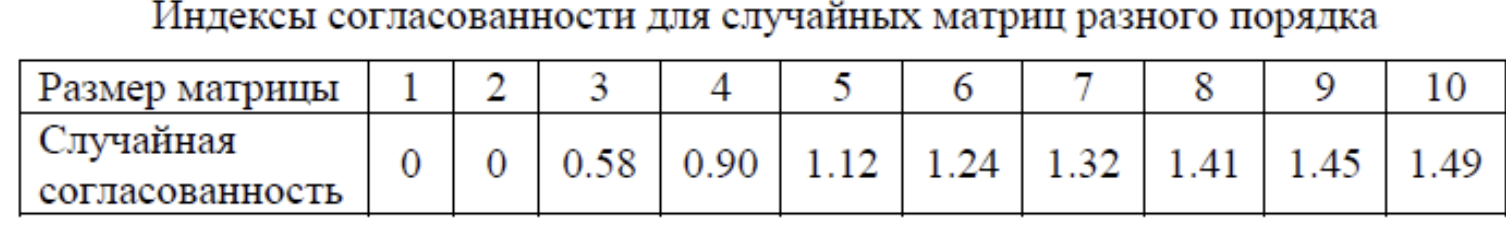 Индексы согласованности для случайных матриц разного порядка
Размер матрицы 1 2 3 4 5 6 7 8 9 10
Случайная
согласованность 0 0 0.58 0.90 1.12 1.24 1.32 1.41 1.45 1.49